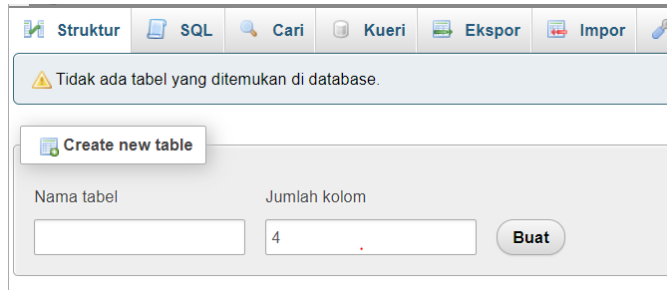 Struktur SQL Cari Kueri Ekspor Impor
Tidak ada tabel yang ditemukan di database.
Create new table
Nama tabel Jumlah kolom
4 Buat